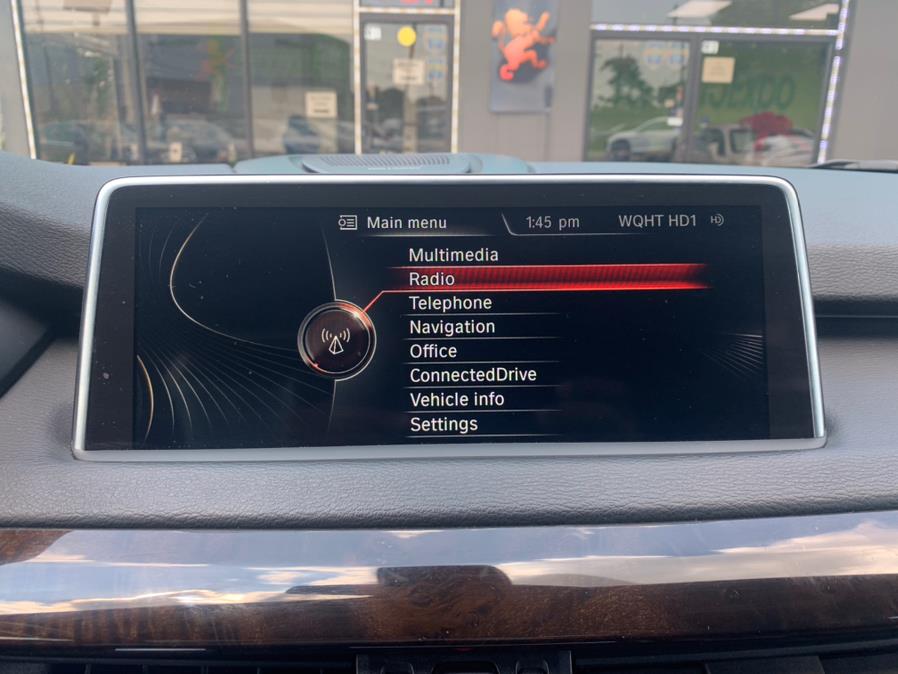 Main menu
1:45 pm
WQHT HD1
Multimedia
Radio
Telephone
Navigation
Office
ConnectedDrive
Vehicle info
Settings